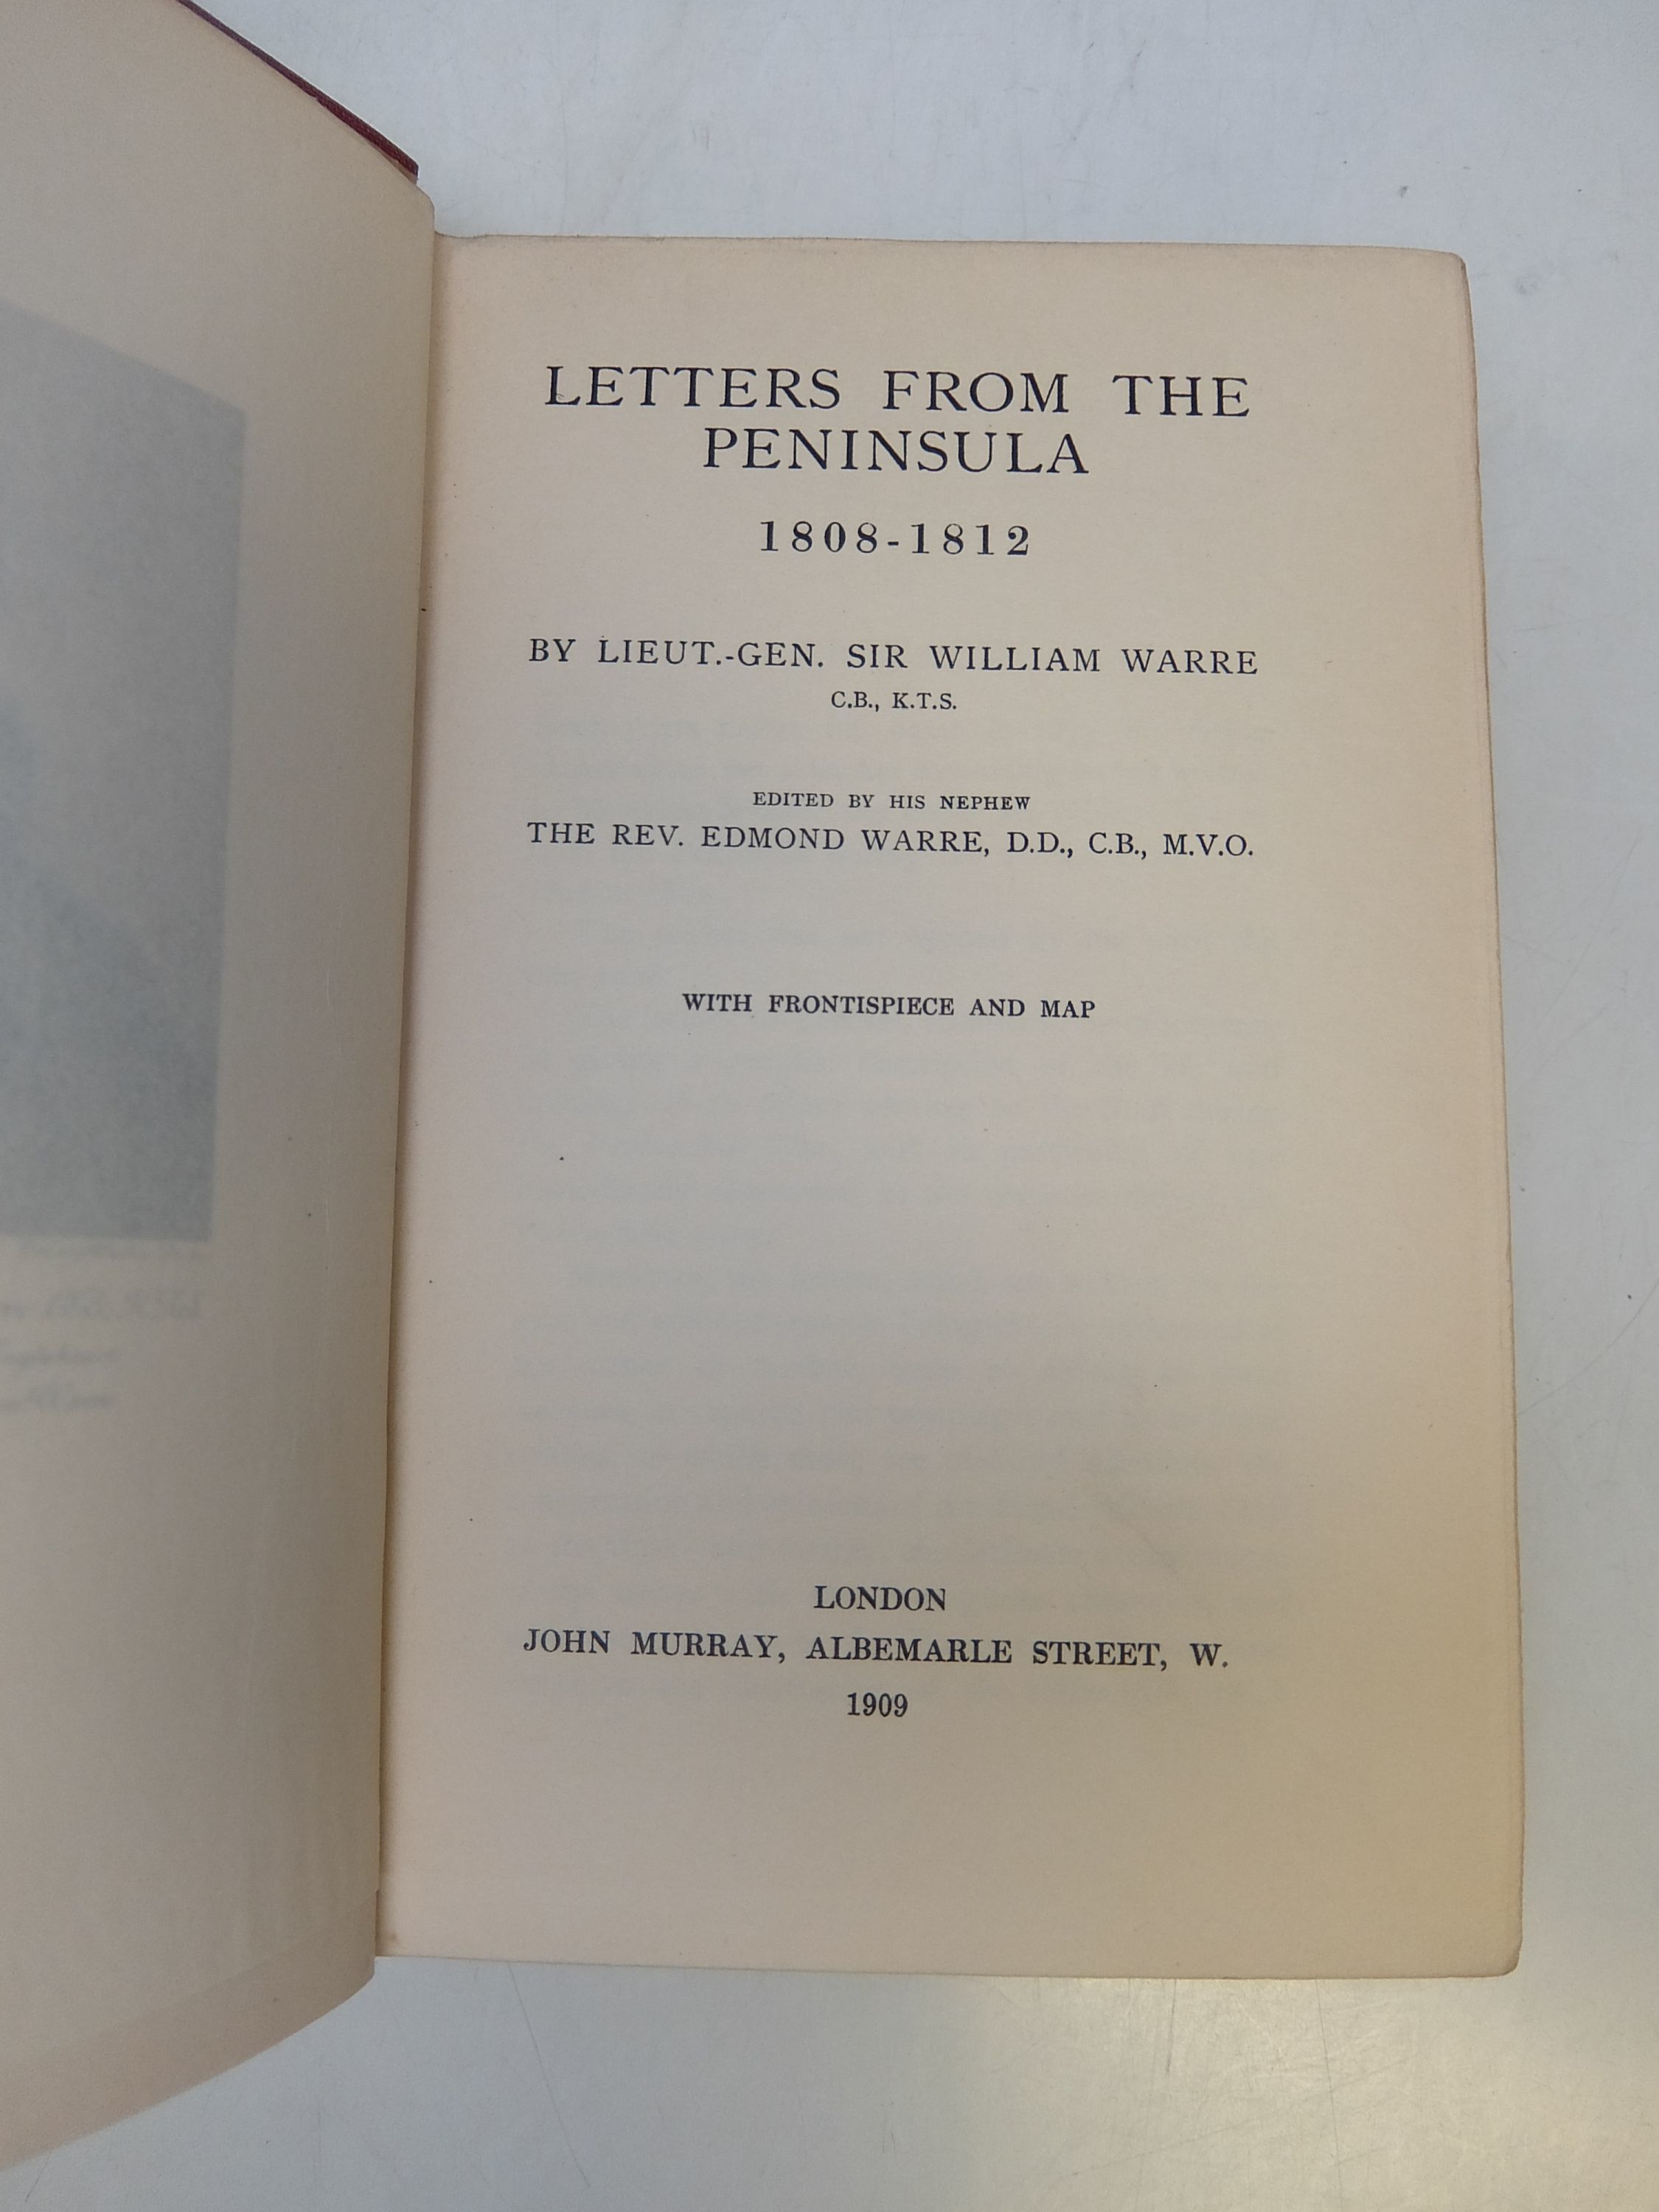 LETTERS FROM THE
PENINSULA
1808-1812
BY LIEUT.-GEN. SIR WILLIAM WARRE
C.B., K.T.S.
EDITED BY HIS NEPHEW
THE REV. EDMOND WARRE, D.D., C.B., M.V.O.
WITH FRONTISPIECE AND MAP
LONDON
JOHN MURRAY, ALBEMARLE STREET, W.
1909